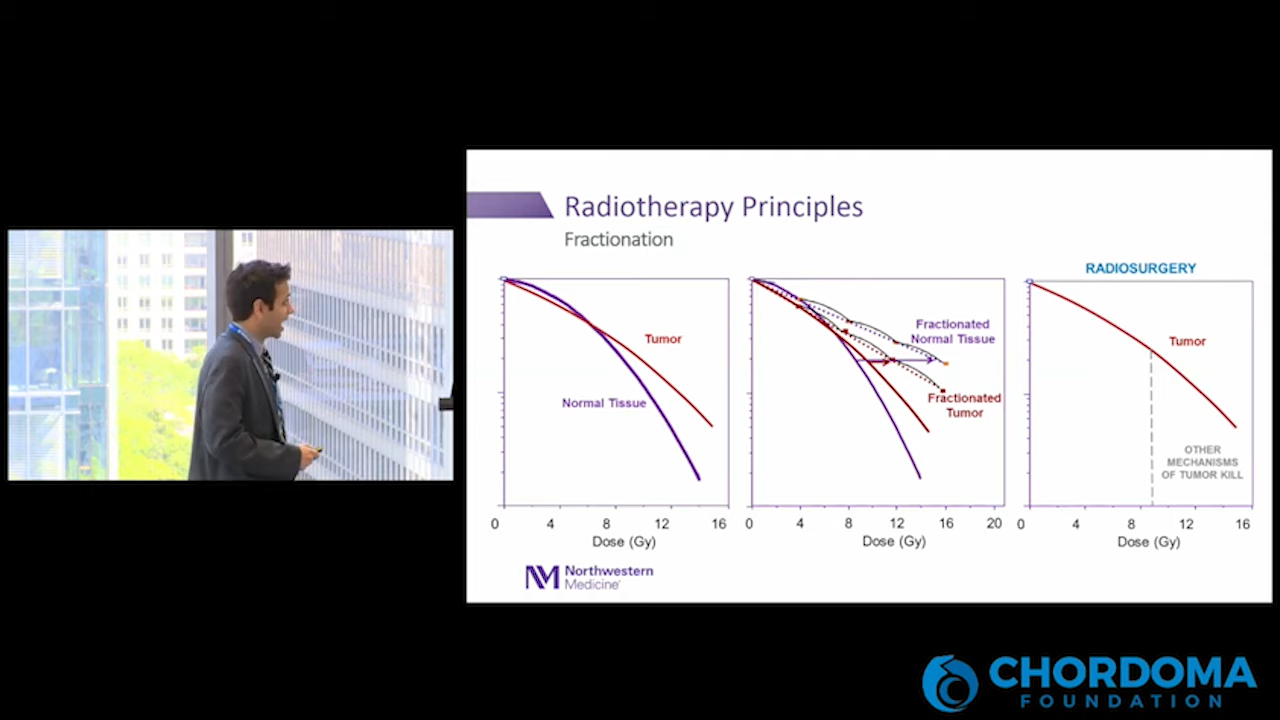 Radiotherapy Principles
Fractionation
Tumor
Normal Tissue
0 4 8 12 16
Dose (Gy)
Fractionated
Normal Tissue
Fractionated
Tumor
0 4 8 12 16 20
Dose (Gy)
RADIOSURGERY
Tumor
OTHER
MECHANISMS
OF TUMOR KILL
0 4 8 12 16
Dose (Gy)
NM Northwestern
Medicine
CHORDOMA
FOUNDATION